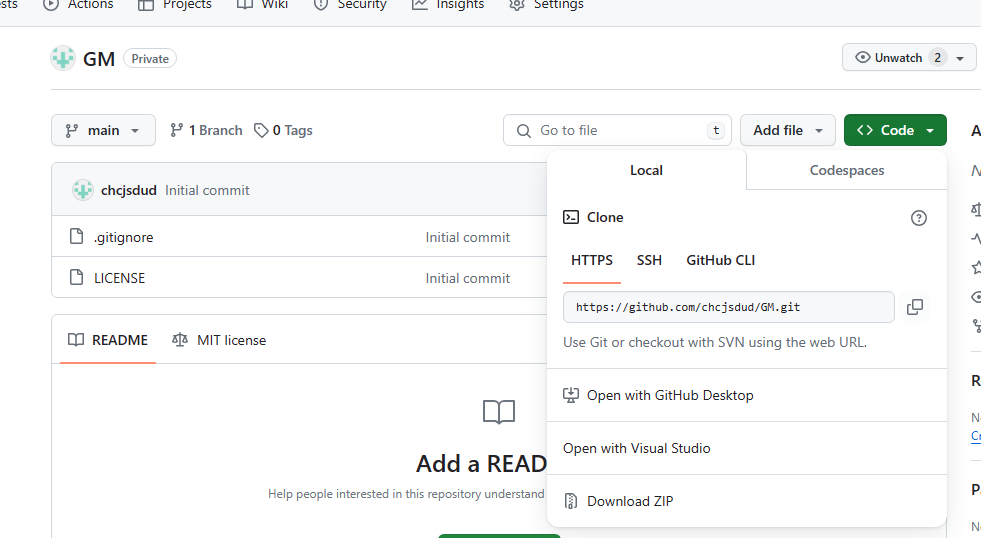 Actions Projects Wiki Security Insights Settings
GM Private Unwatch 2
main 1 Branch 0 Tags Go to file t Add file <> Code
Local Codespaces
chcjsdud Initial commit
Clone
.gitignore Initial commit
HTTPS SSH GitHub CLI
LICENSE Initial commit
https://github.com/chcjsdud/GM.git
README MIT license
Use Git or checkout with SVN using the web URL.
Open with GitHub Desktop
Open with Visual Studio
Add a READ
Help people interested in this repository understand
Download ZIP